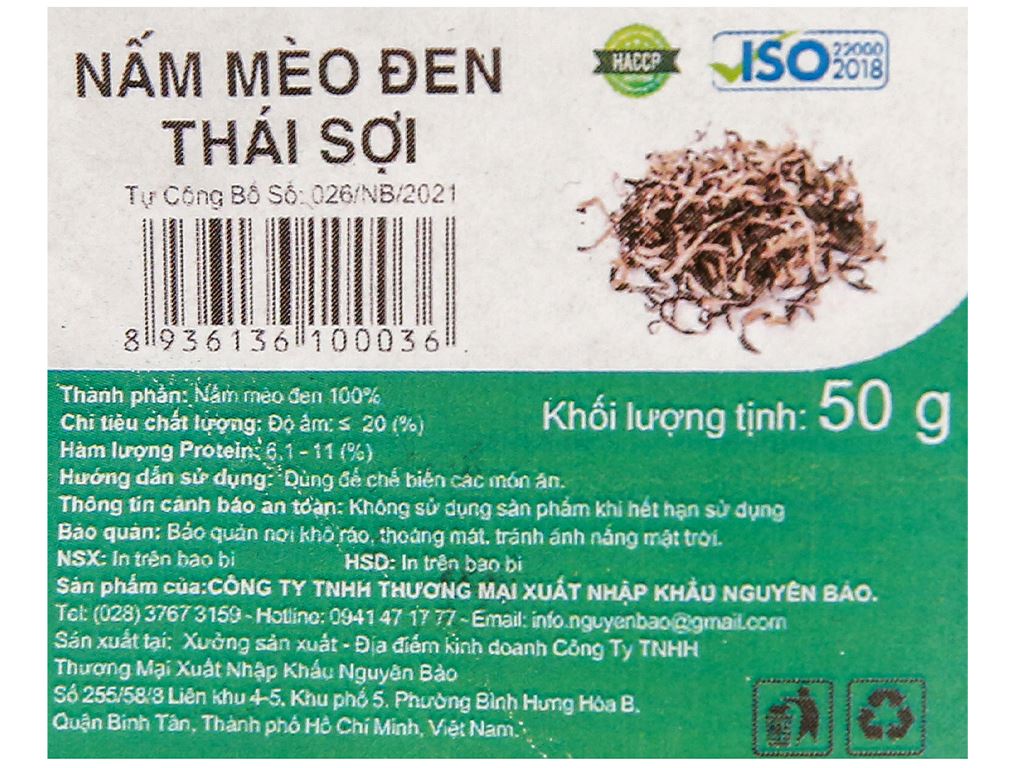 NẤM MÈO ĐEN
THÁI SỢI
HACCP
ISO 22000 2018
Tự Công Bố Số: 026/NB/2021
8 936136 100036
Thành phần: Nấm mèo đen 100%
Chỉ tiêu chất lượng: Độ ẩm: ≤ 20 (%)
Hàm lượng Protein: 6,1 - 11 (%)
Khối lượng tịnh: 50 g
Hướng dẫn sử dụng: Dùng để chế biến các món ăn.
Thông tin cảnh báo an toàn: Không sử dụng sản phẩm khi hết hạn sử dụng
Bảo quản: Bảo quản nơi khô ráo, thoáng mát, tránh ánh nắng mặt trời.
NSX: In trên bao bì HSD: In trên bao bì
Sản phẩm của:CÔNG TY TNHH THƯƠNG MẠI XUẤT NHẬP KHẨU NGUYÊN BẢO.
Tel: (028) 3767 3159 - Hotline: 0941 47 17 77 - Email: info.nguyenbao@gmail.com
Sản xuất tại: Xưởng sản xuất - Địa điểm kinh doanh Công Ty TNHH
Thương Mại Xuất Nhập Khẩu Nguyên Bảo
Số 255/58/8 Liên khu 4-5, Khu phố 5, Phường Bình Hưng Hòa B,
Quận Bình Tân, Thành phố Hồ Chí Minh, Việt Nam.